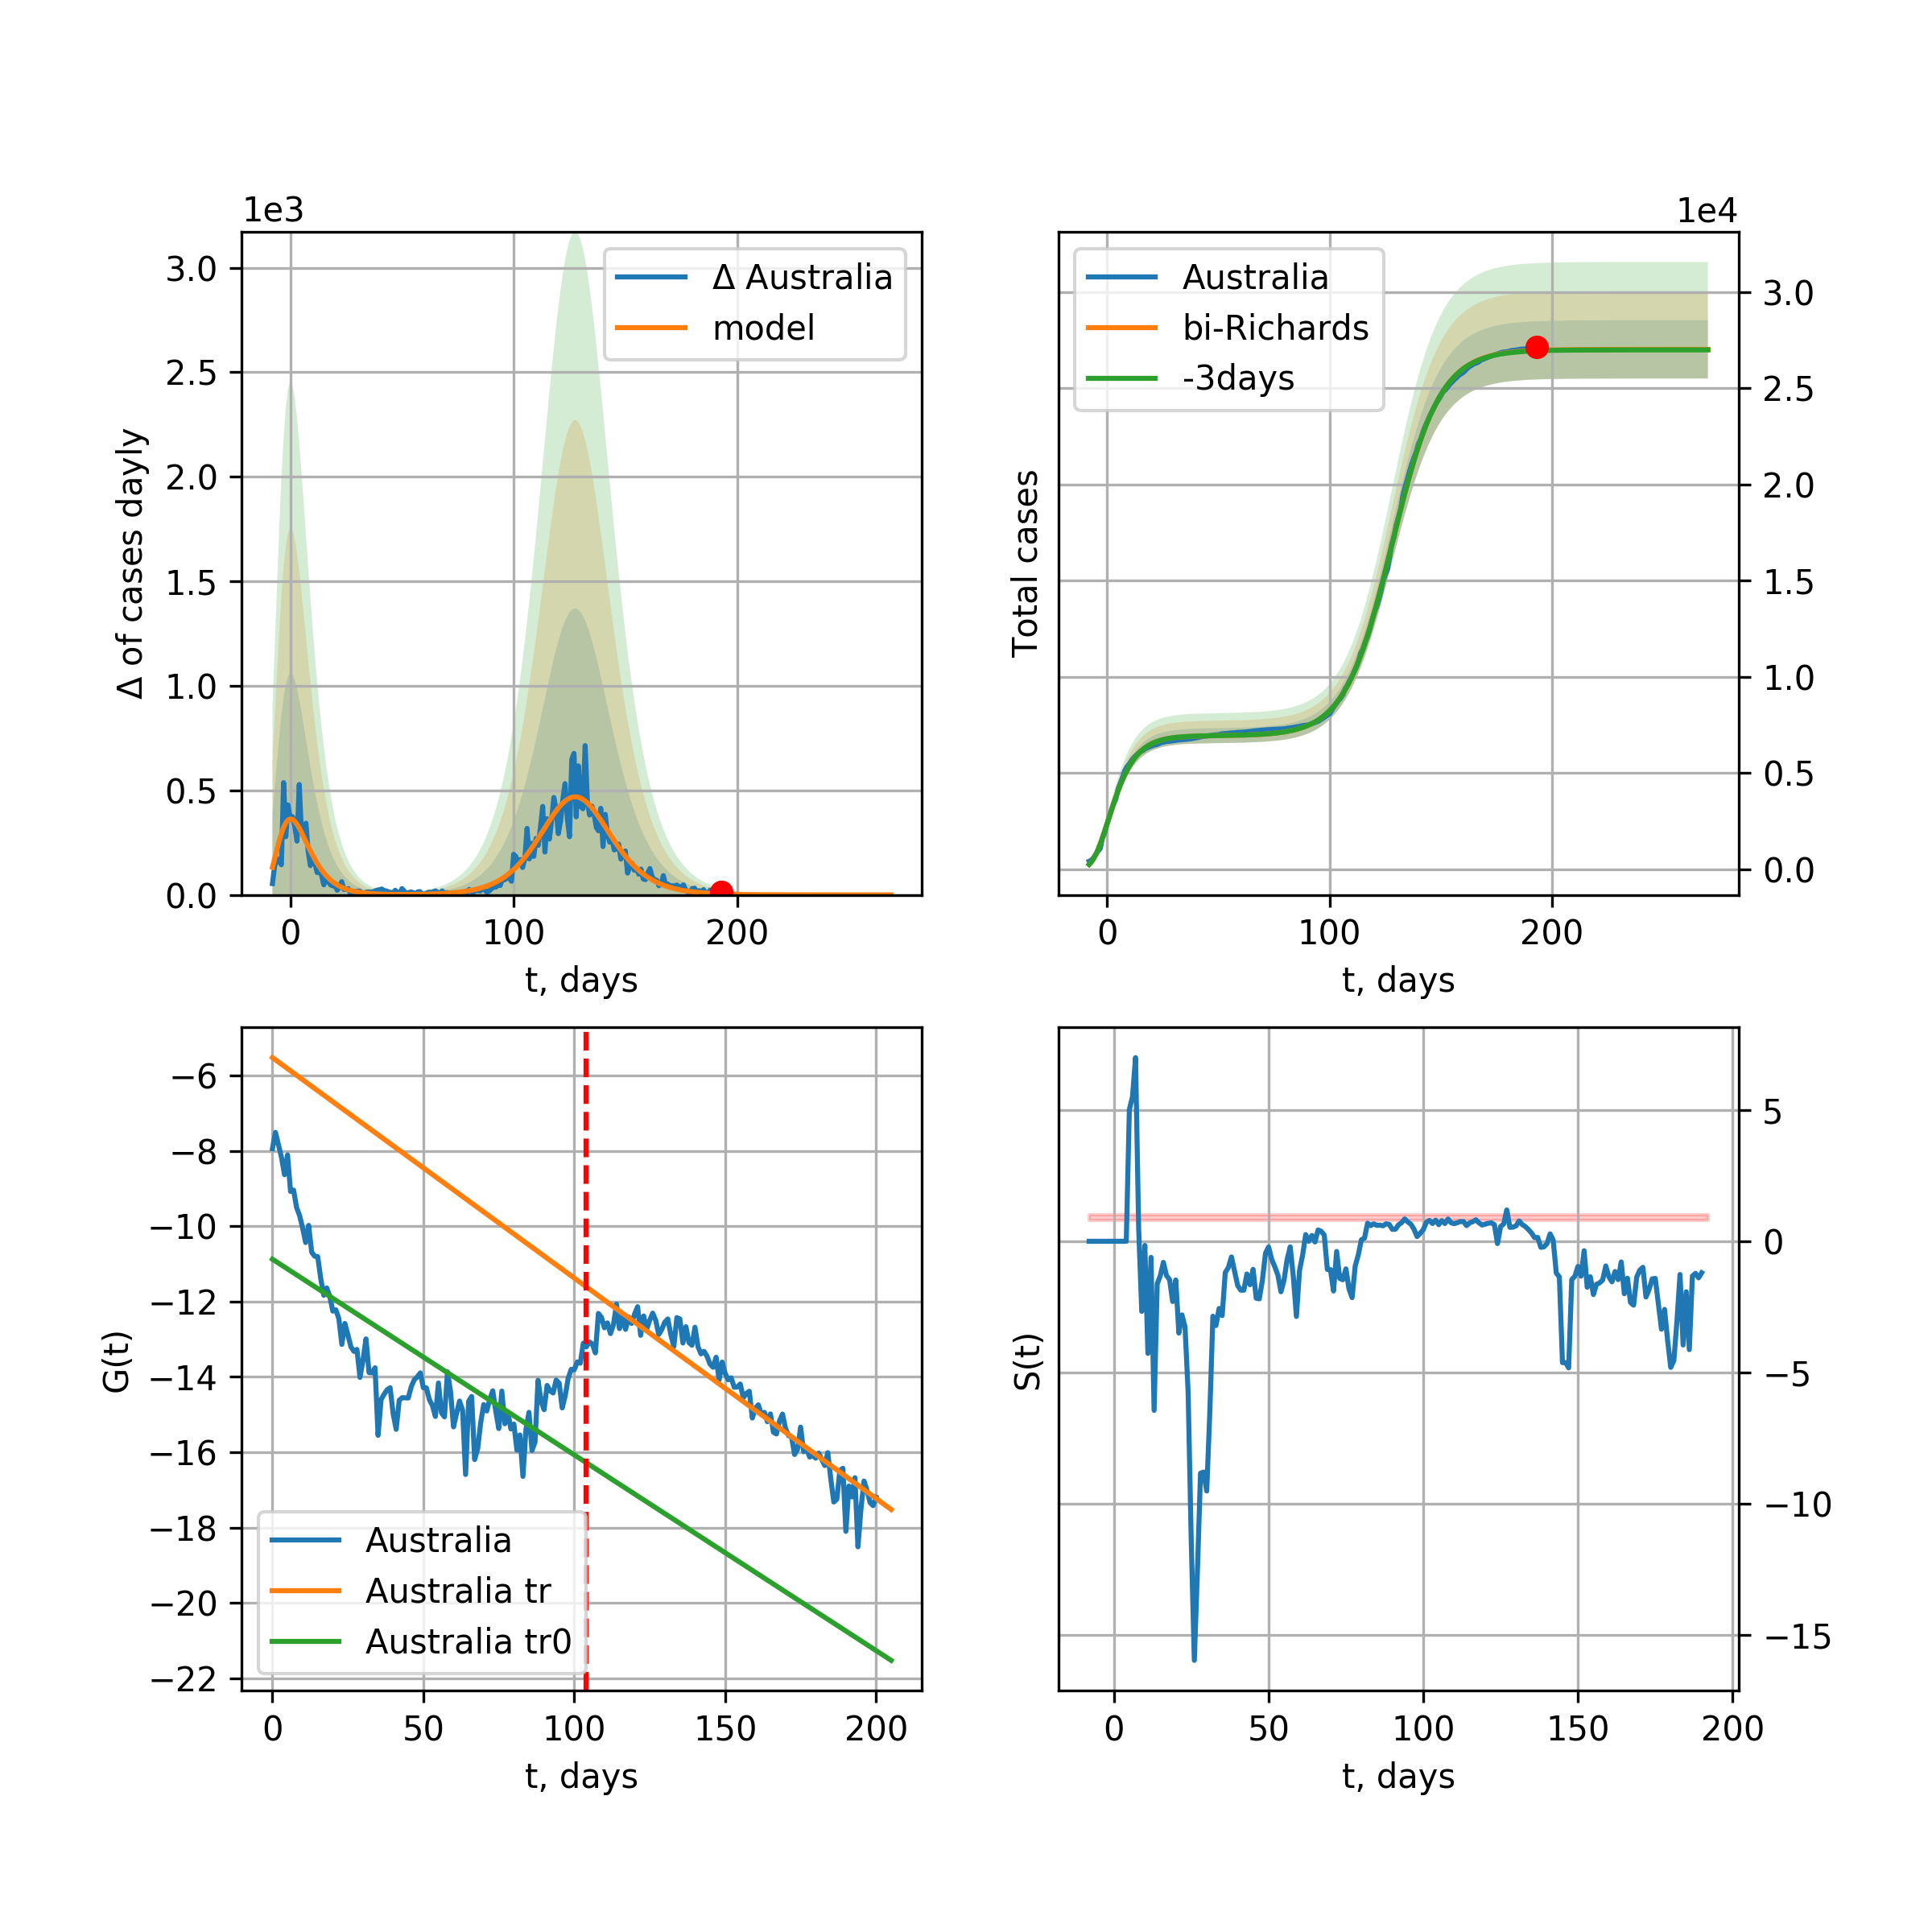 1e3
3.0
2.5
2.0
1.5
1.0
0.5
0.0
Δ of cases dayly
Δ Australia
model
0 100 200
t, days
1e4
Australia
bi-Richards
-3days
Total cases
3.0
2.5
2.0
1.5
1.0
0.5
0.0
0 100 200
t, days
−6
−8
−10
−12
−14
−16
−18
−20
−22
G(t)
Australia
Australia tr
Australia tr0
0 50 100 150 200
t, days
S(t)
5
0
−5
−10
−15
0 50 100 150 200
t, days